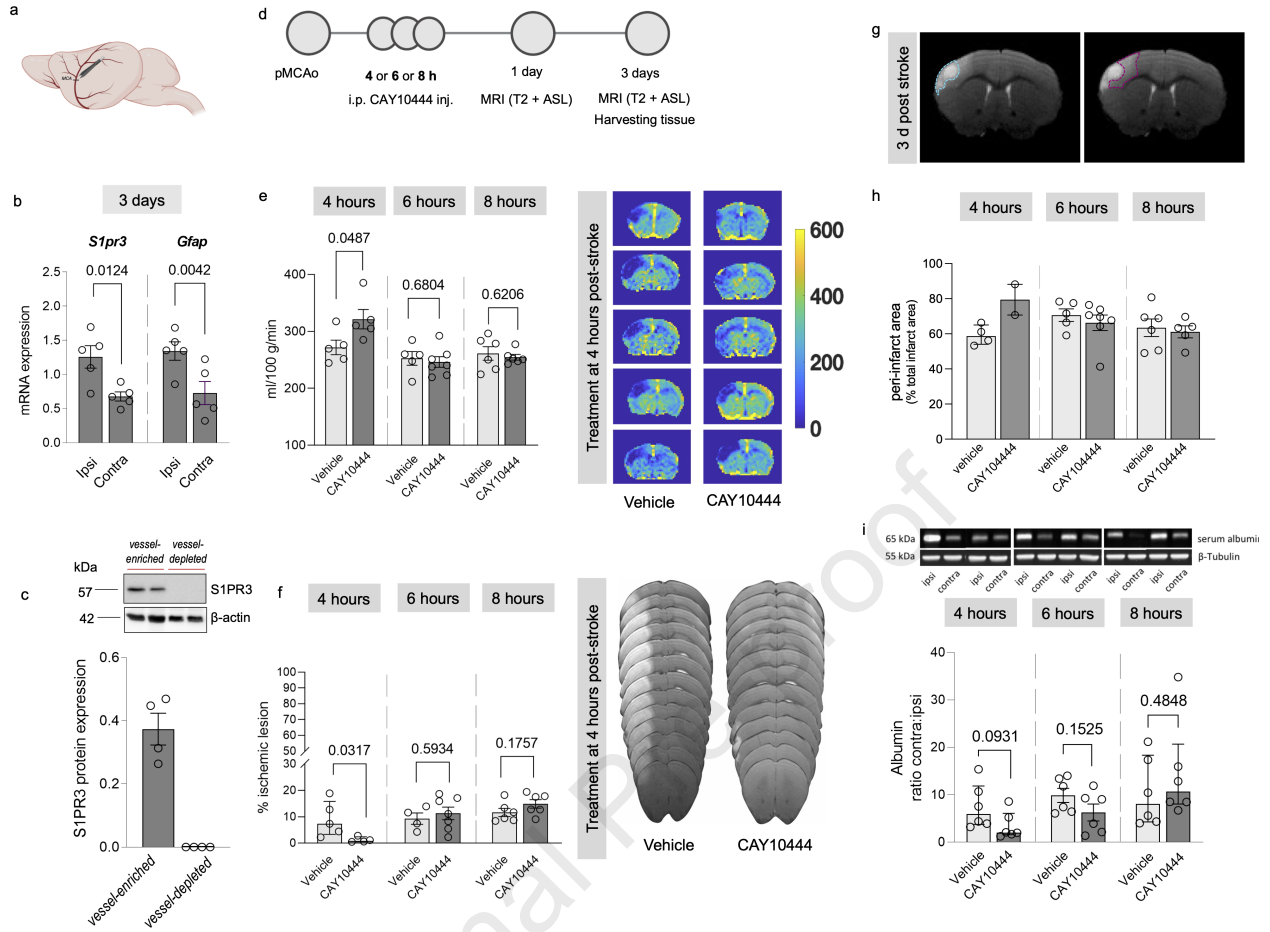 a
MCA
d
pMCAo
4 or 6 or 8 h
i.p. CAY10444 inj.
1 day
MRI (T2 + ASL)
3 days
MRI (T2 + ASL)
Harvesting tissue
g
3 d post stroke
b
3 days
S1pr3
Gfap
0.0124
0.0042
mRNA expression
2.5
2.0
1.5
1.0
0.5
0.0
Ipsi
Contra
Ipsi
Contra
e
4 hours
6 hours
8 hours
0.0487
0.6804
0.6206
ml/100 g/min
400
300
200
100
Vehicle
CAY10444
Vehicle
CAY10444
Vehicle
CAY10444
Treatment at 4 hours post-stroke
600
400
200
0
Vehicle
CAY10444
h
4 hours
6 hours
8 hours
peri-infarct area
(% total infarct area)
100
80
60
40
20
0
vehicle
CAY104444
Vehicle
CAY104444
Vehicle
CAY10444
c
vessel-
enriched
vessel-
depleted
kDa
57
S1PR3
42
β-actin
S1PR3 protein expression
0.6
0.4
0.2
0.0
vessel-enriched
vessel-depleted
f
4 hours
6 hours
8 hours
% ischemic lesion
100
90
80
70
60
50
30
20
10
0
0.0317
0.5934
0.1757
Vehicle
CAY10444
Vehicle
CAY10444
Vehicle
CAY10444
Treatment at 4 hours post-stroke
Vehicle
CAY10444
i
65 kDa
serum albumi
55 kDa
β-Tubulin
ipsi
contra
ipsi
contra
ipsi
contra
ipsi
contra
ipsi
contra
ipsi
contra
4 hours
6 hours
8 hours
Albumin
ratio contra:ipsi
40
30
20
10
0
0.0931
0.1525
0.4848
Vehicle
CAY10444
Vehicle
CAY10444
Vehicle
CAY10444